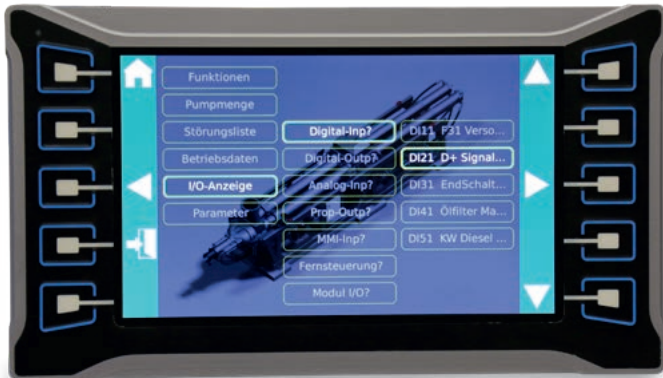 Funktionen
Pumpmenge
Störungsliste
Betriebsdaten
I/O-Anzeige
Parameter
Digital-Inp?
Digital-Outp?
Analog-Inp?
Prop-Outp?
MMI-Inp?
Fernsteuerung?
Modul I/O?
DI11 F31 Verso...
DI21 D+ Signal...
DI31 EndSchalt...
DI41 Ölfilter Ma...
DI51 KW Diesel ...